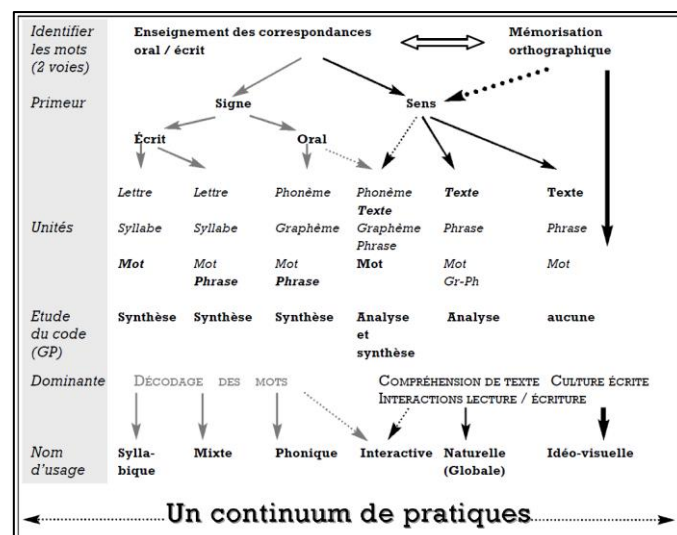 Identifier Enseignement des correspondances Mémorisation
les mots oral / écrit orthographique
(2 voies)
Primeur Signe Sens
Écrit Oral
Lettre Lettre Phonème Phonème Texte Texte
Texte
Unités Syllabe Syllabe Graphème Graphème Phrase Phrase
Phrase
Mot Mot Mot Mot Mot Mot
Phrase Phrase Gr-Ph
Etude Synthèse Synthèse Synthèse Analyse Analyse aucune
du code et
(GP) synthèse
Dominante DÉCODAGE DES MOTS COMPRÉHENSION DE TEXTE CULTURE ÉCRITE
INTERACTIONS LECTURE / ÉCRITURE
Nom Sylla- Mixte Phonique Interactive Naturelle Idéo-visuelle
d'usage bique (Globale)
Un continuum de pratiques